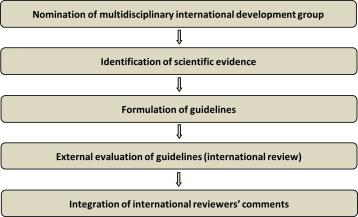 Nomination of multidisciplinary international development group
Identification of scientific evidence
Formulation of guidelines
External evaluation of guidelines (international review)
Integration of international reviewers' comments